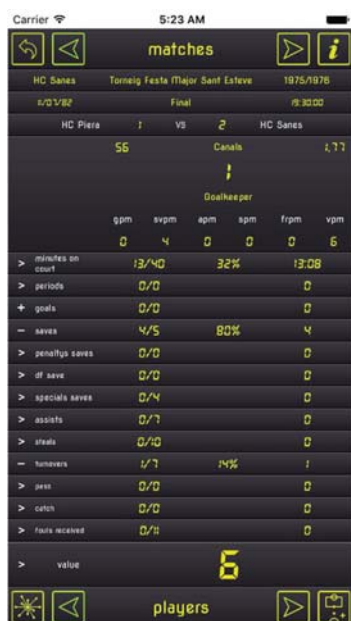 Carrier 5:23 AM
matches
HC Sanes Torneig Festa Major Sant Esteve 1975/1976
11/07/82 Final 19:30:00
HC Piera 1 VS 2 HC Sanes
56 Canals 1,77
1
Goalkeeper
gpm svpm apm spm frpm vpm
0 4 0 0 0 6
> minutes on court 13/40 32% 13:08
> periods 0/0 0
+ goals 0/0 0
− saves 4/5 80% 4
> penaltys saves 0/0 0
> df save 0/0 0
> specials saves 0/4 0
> assists 0/7 0
> steals 0/10 0
− turnovers 1/7 14% 1
> pass 0/0 0
> catch 0/0 0
> fouls received 0/11 0
> value 6
players